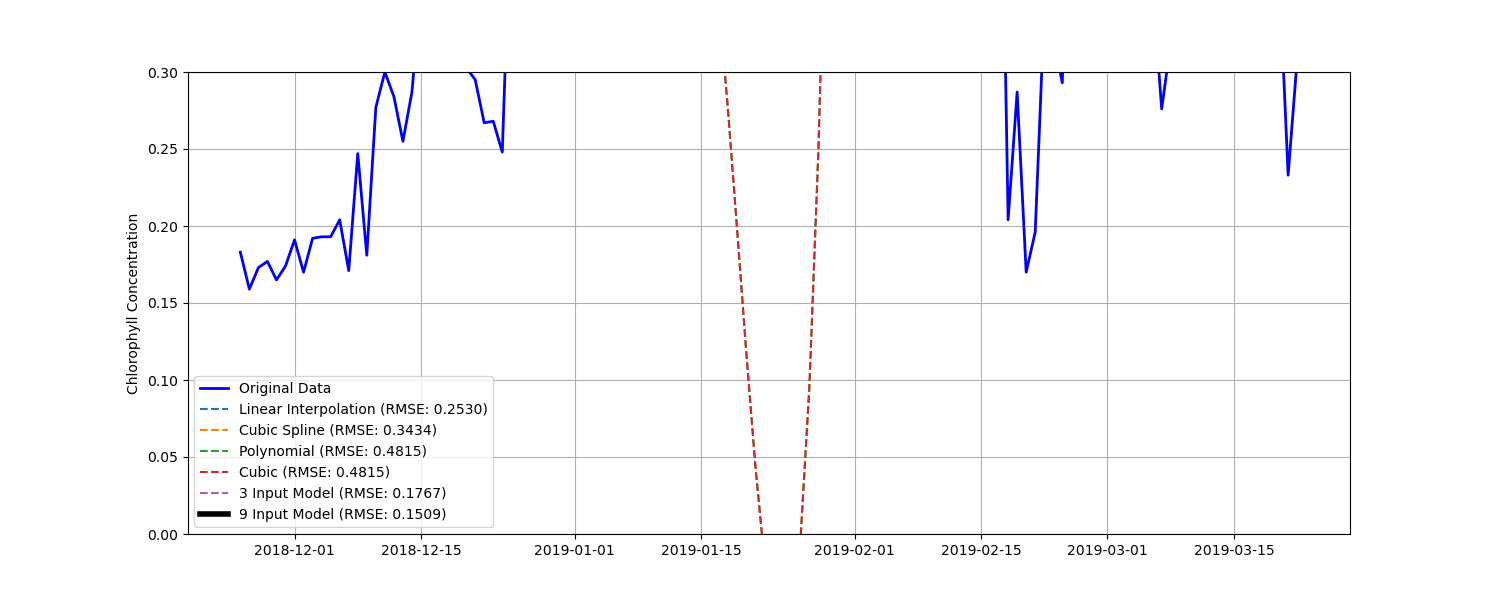 Chlorophyll Concentration
0.30
0.25
0.20
0.15
0.10
0.05
0.00
Original Data
Linear Interpolation (RMSE: 0.2530)
Cubic Spline (RMSE: 0.3434)
Polynomial (RMSE: 0.4815)
Cubic (RMSE: 0.4815)
3 Input Model (RMSE: 0.1767)
9 Input Model (RMSE: 0.1509)
2018-12-01 2018-12-15 2019-01-01 2019-01-15 2019-02-01 2019-02-15 2019-03-01 2019-03-15